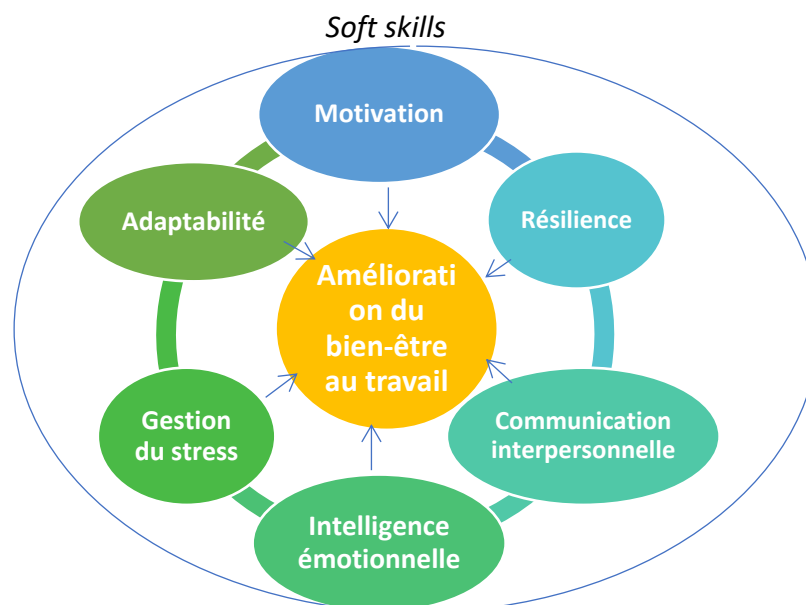 Soft skills
Motivation
Adaptabilité
Résilience
Améliorati
on du
bien-être
au travail
Gestion
du stress
Communication
interpersonnelle
Intelligence
émotionnelle